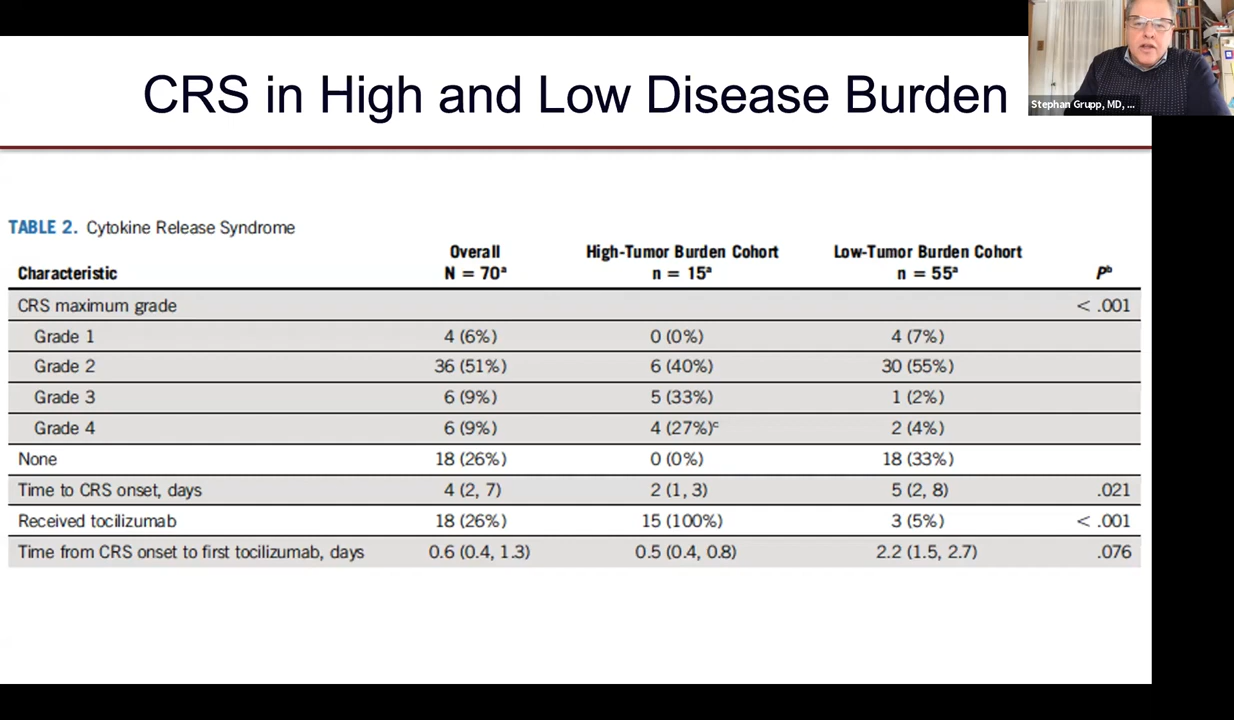 CRS in High and Low Disease Burden
Stephan Grupp, MD, ...
TABLE 2. Cytokine Release Syndrome
Characteristic Overall N = 70ᵃ High-Tumor Burden Cohort n = 15ᵃ Low-Tumor Burden Cohort n = 55ᵃ Pᵇ
CRS maximum grade < .001
Grade 1 4 (6%) 0 (0%) 4 (7%)
Grade 2 36 (51%) 6 (40%) 30 (55%)
Grade 3 6 (9%) 5 (33%) 1 (2%)
Grade 4 6 (9%) 4 (27%)ᶜ 2 (4%)
None 18 (26%) 0 (0%) 18 (33%)
Time to CRS onset, days 4 (2, 7) 2 (1, 3) 5 (2, 8) .021
Received tocilizumab 18 (26%) 15 (100%) 3 (5%) < .001
Time from CRS onset to first tocilizumab, days 0.6 (0.4, 1.3) 0.5 (0.4, 0.8) 2.2 (1.5, 2.7) .076